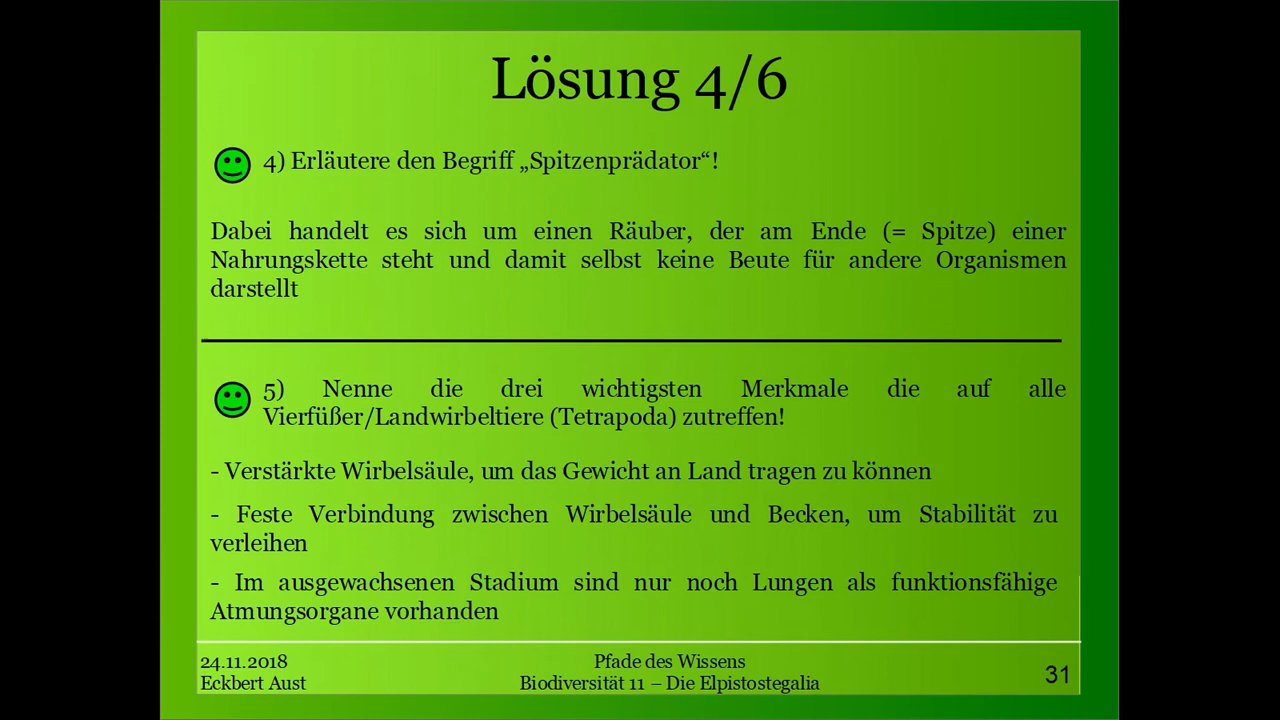 Lösung 4/6
4) Erläutere den Begriff „Spitzenprädator“!
Dabei handelt es sich um einen Räuber, der am Ende (= Spitze) einer
Nahrungskette steht und damit selbst keine Beute für andere Organismen
darstellt
5) Nenne die drei wichtigsten Merkmale die auf alle
Vierfüßer/Landwirbeltiere (Tetrapoda) zutreffen!
- Verstärkte Wirbelsäule, um das Gewicht an Land tragen zu können
- Feste Verbindung zwischen Wirbelsäule und Becken, um Stabilität zu
verleihen
- Im ausgewachsenen Stadium sind nur noch Lungen als funktionsfähige
Atmungsorgane vorhanden
24.11.2018
Eckbert Aust
Pfade des Wissens
Biodiversität 11 – Die Elpistostegalia
31